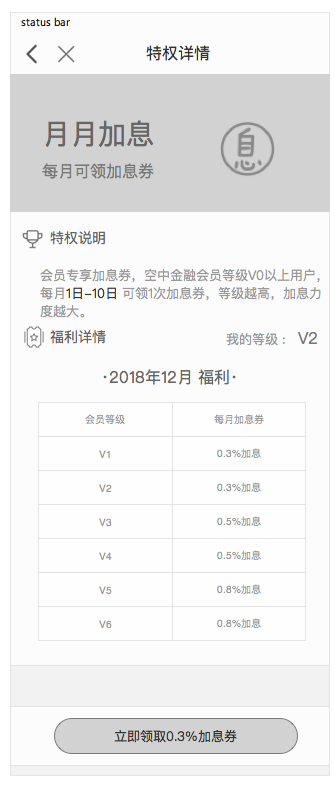 status bar
特权详情
月月加息
每月可领加息券
息
特权说明
会员专享加息券，空中金融会员等级V0以上用户，
每月1日-10日 可领1次加息券，等级越高，加息力
度越大。
福利详情 我的等级： V2
·2018年12月 福利·
会员等级 每月加息券
V1 0.3%加息
V2 0.3%加息
V3 0.5%加息
V4 0.5%加息
V5 0.8%加息
V6 0.8%加息
立即领取0.3%加息券